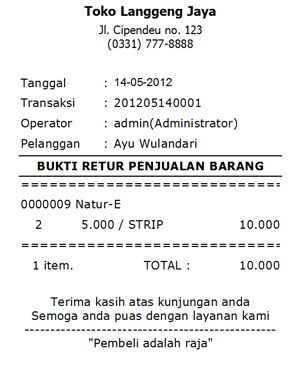 Toko Langgeng Jaya
Jl. Cipendeu no. 123
(0331) 777-8888
Tanggal : 14-05-2012
Transaksi : 201205140001
Operator : admin(Administrator)
Pelanggan : Ayu Wulandari
BUKTI RETUR PENJUALAN BARANG
==============================
0000009 Natur-E
2 5.000 / STRIP 10.000
==============================
1 item. TOTAL : 10.000
Terima kasih atas kunjungan anda
Semoga anda puas dengan layanan kami
--------------------------------------------------
"Pembeli adalah raja"